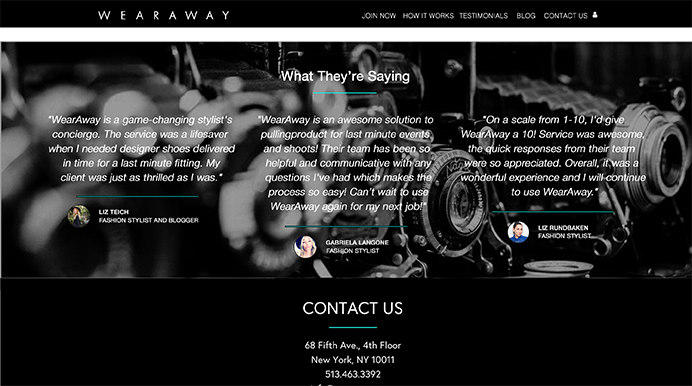 WEARAWAY
JOIN NOW HOW IT WORKS TESTIMONIALS BLOG CONTACT US
What They're Saying
"WearAway is a game-changing stylist's
concierge. The service was a lifesaver
when I needed designer shoes delivered
in time for a last minute fitting. My
client was just as thrilled as I was."
LIZ TEICH
FASHION STYLIST AND BLOGGER
"WearAway is an awesome solution to
pullingproduct for last minute events
and shoots! Their team has been so
helpful and communicative with any
questions I've had which makes the
process so easy! Can't wait to use
WearAway again for my next job!"
GABRIELA LANGONE
FASHION STYLIST
"On a scale from 1-10, I'd give
WearAway a 10! Service was awesome,
the quick responses from their team
were so appreciated. Overall, it was a
wonderful experience and I will continue
to use WearAway."
LIZ RUNDBAKEN
FASHION STYLIST
CONTACT US
68 Fifth Ave., 4th Floor
New York, NY 10011
513.463.3392